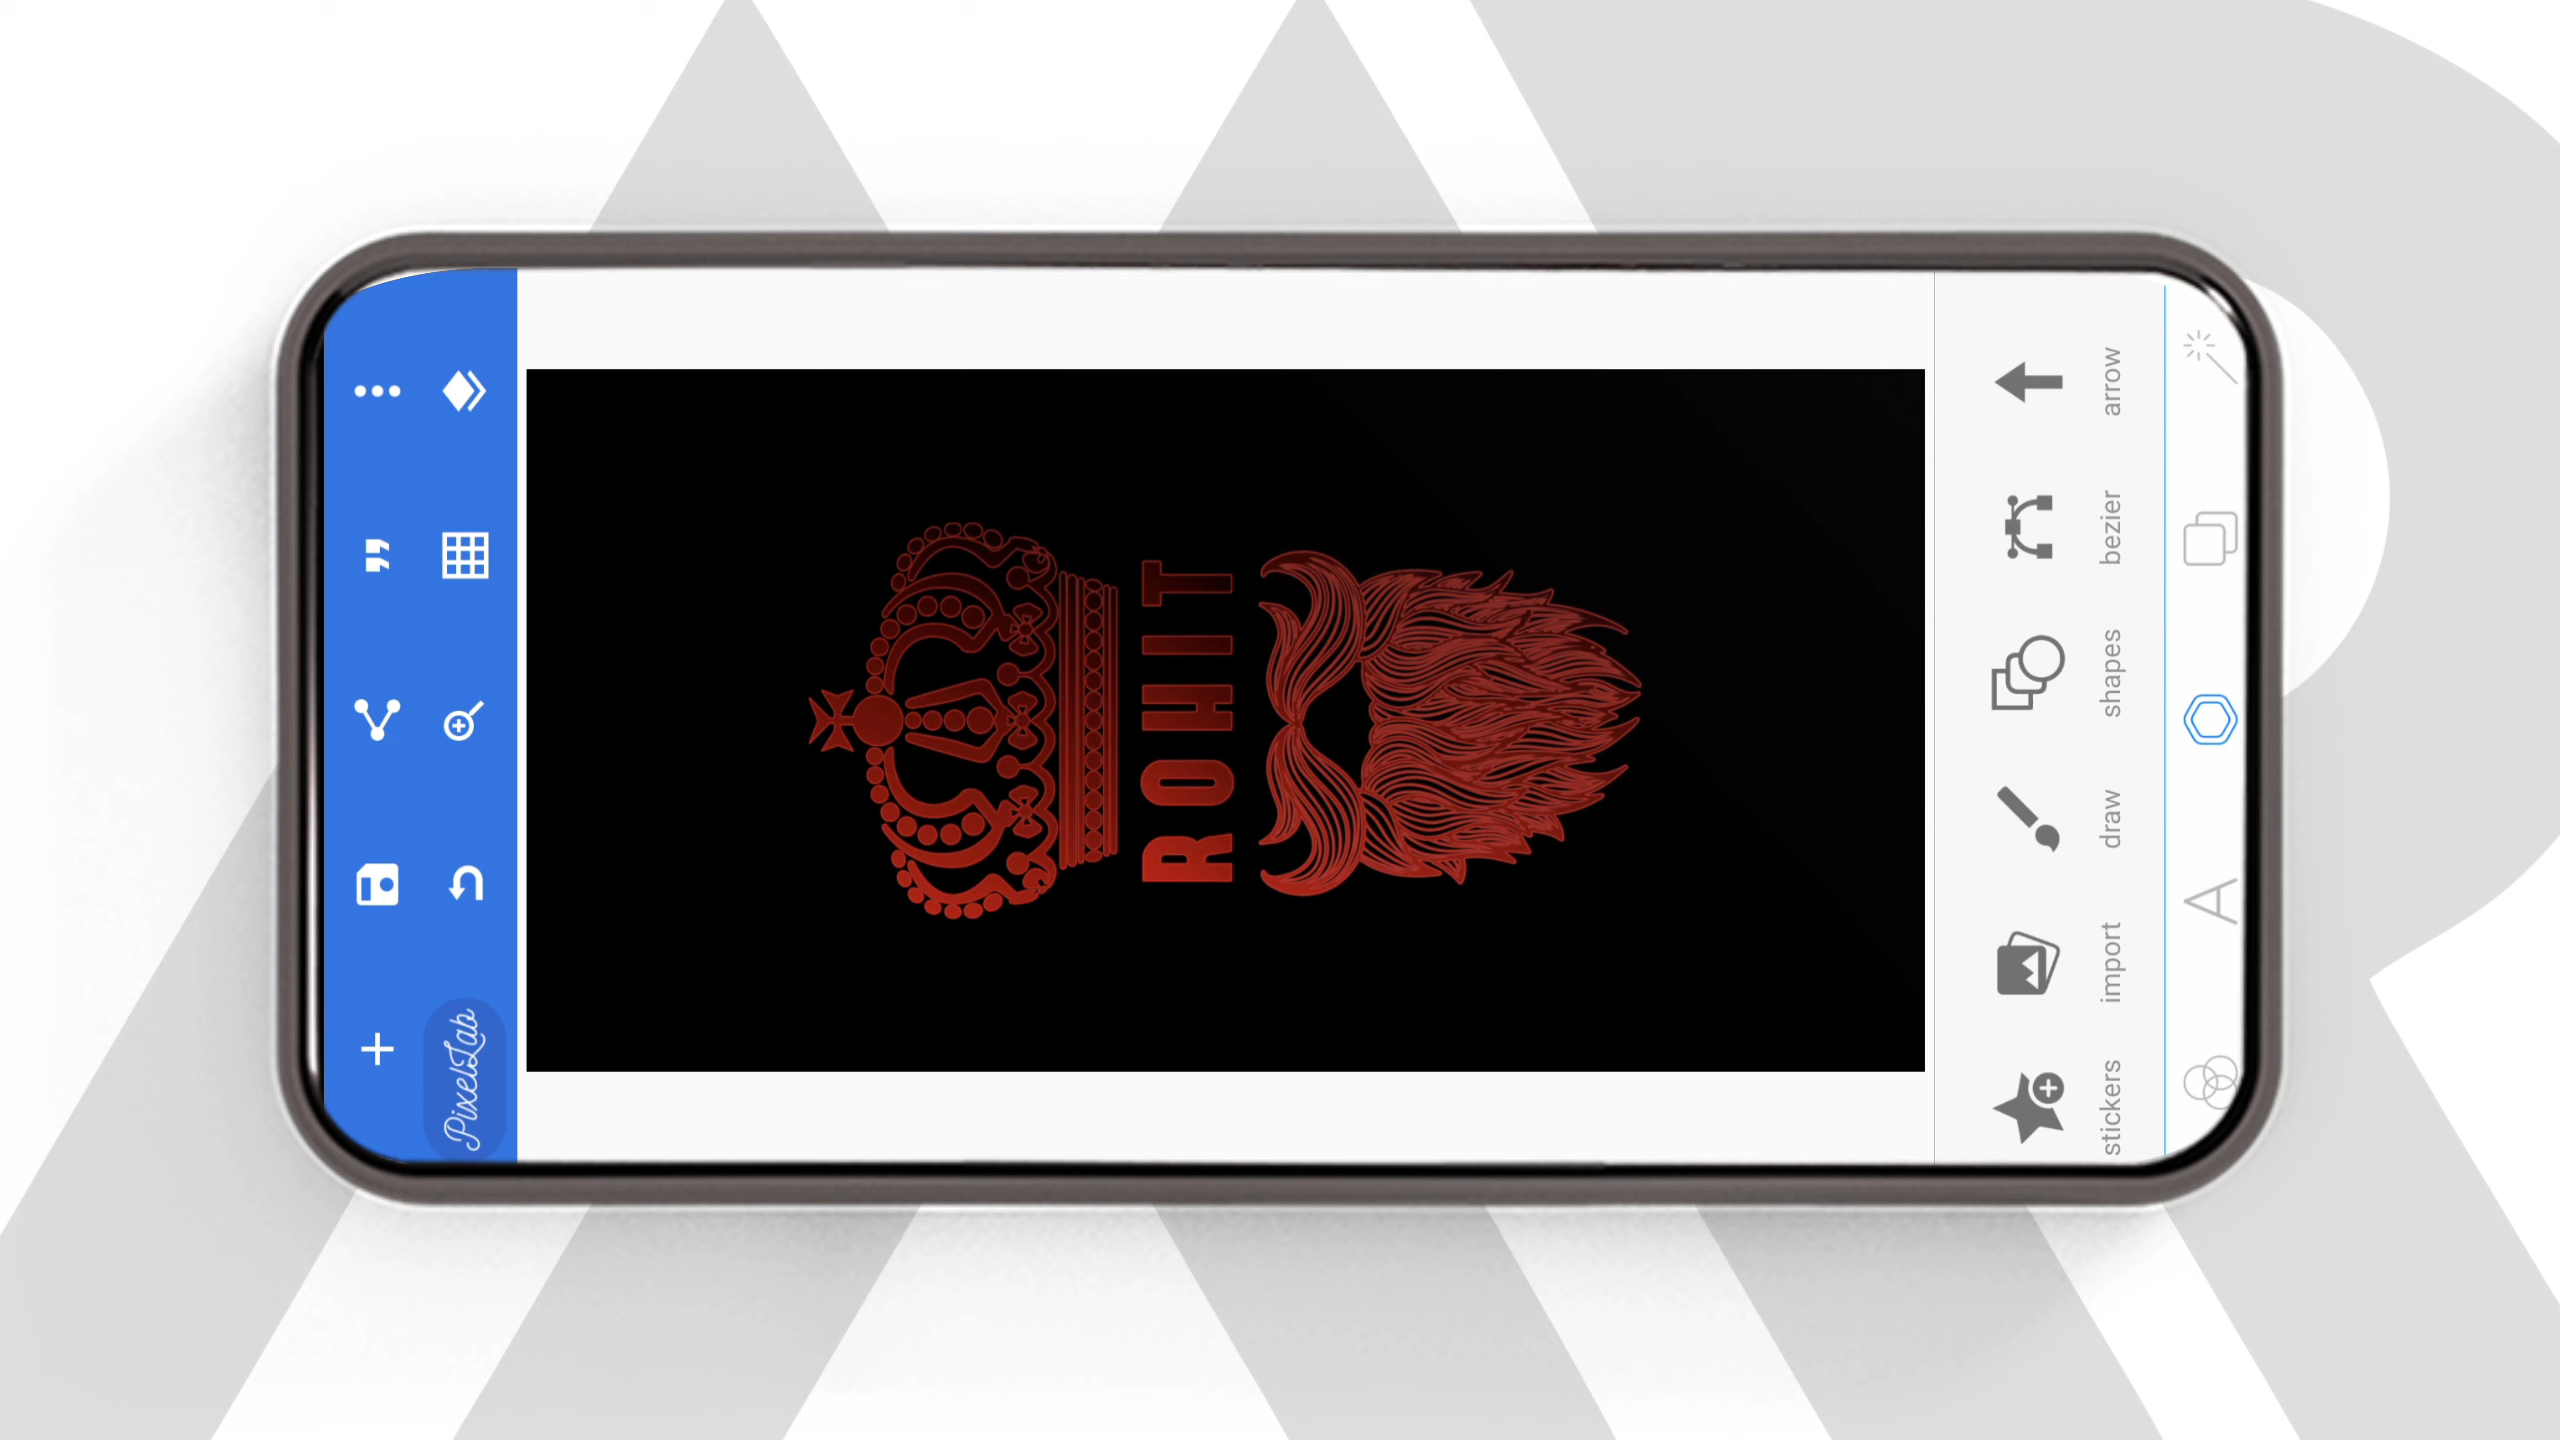 PixelLab
ROHIT
stickers
import
draw
shapes
bezier
arrow